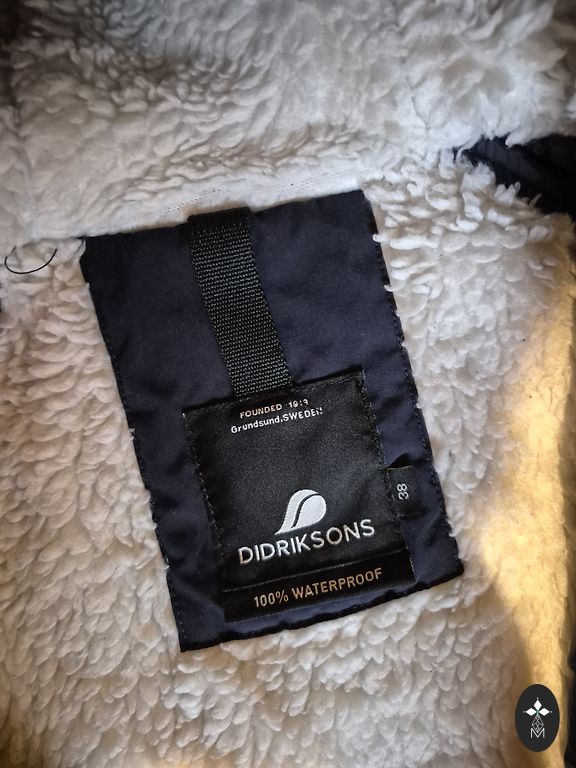 FOUNDED 1913
Grundsund,SWEDEN
DIDRIKSONS
38
100% WATERPROOF
M